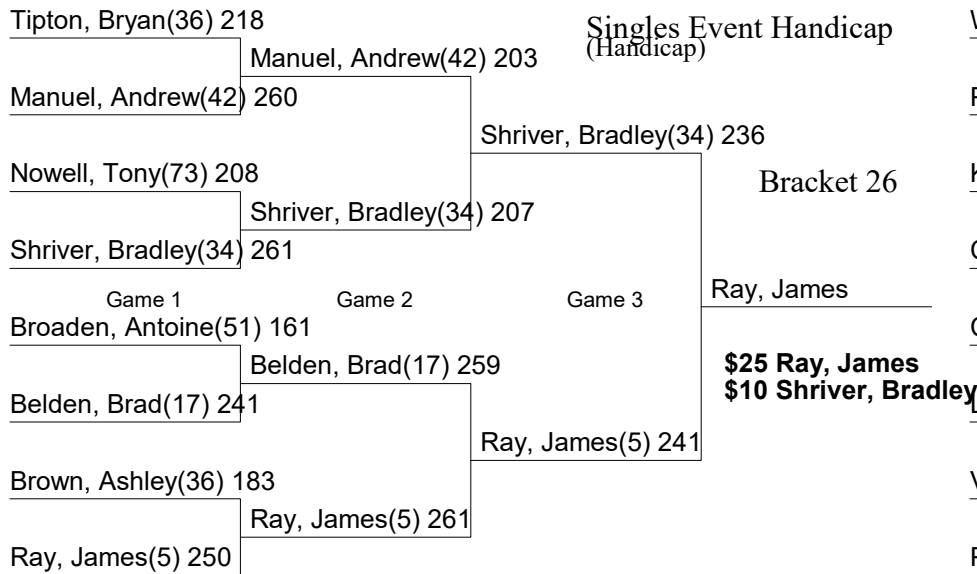 Tipton, Bryan(36) 218
Singles Event Handicap
(Handicap)
Manuel, Andrew(42) 203
Manuel, Andrew(42) 260
Shriver, Bradley(34) 236
Nowell, Tony(73) 208
Bracket 26
Shriver, Bradley(34) 207
Shriver, Bradley(34) 261
Game 1
Game 2
Game 3
Ray, James
Broaden, Antoine(51) 161
Belden, Brad(17) 259
$25 Ray, James
$10 Shriver, Bradley
Belden, Brad(17) 241
Ray, James(5) 241
Brown, Ashley(36) 183
Ray, James(5) 261
Ray, James(5) 250